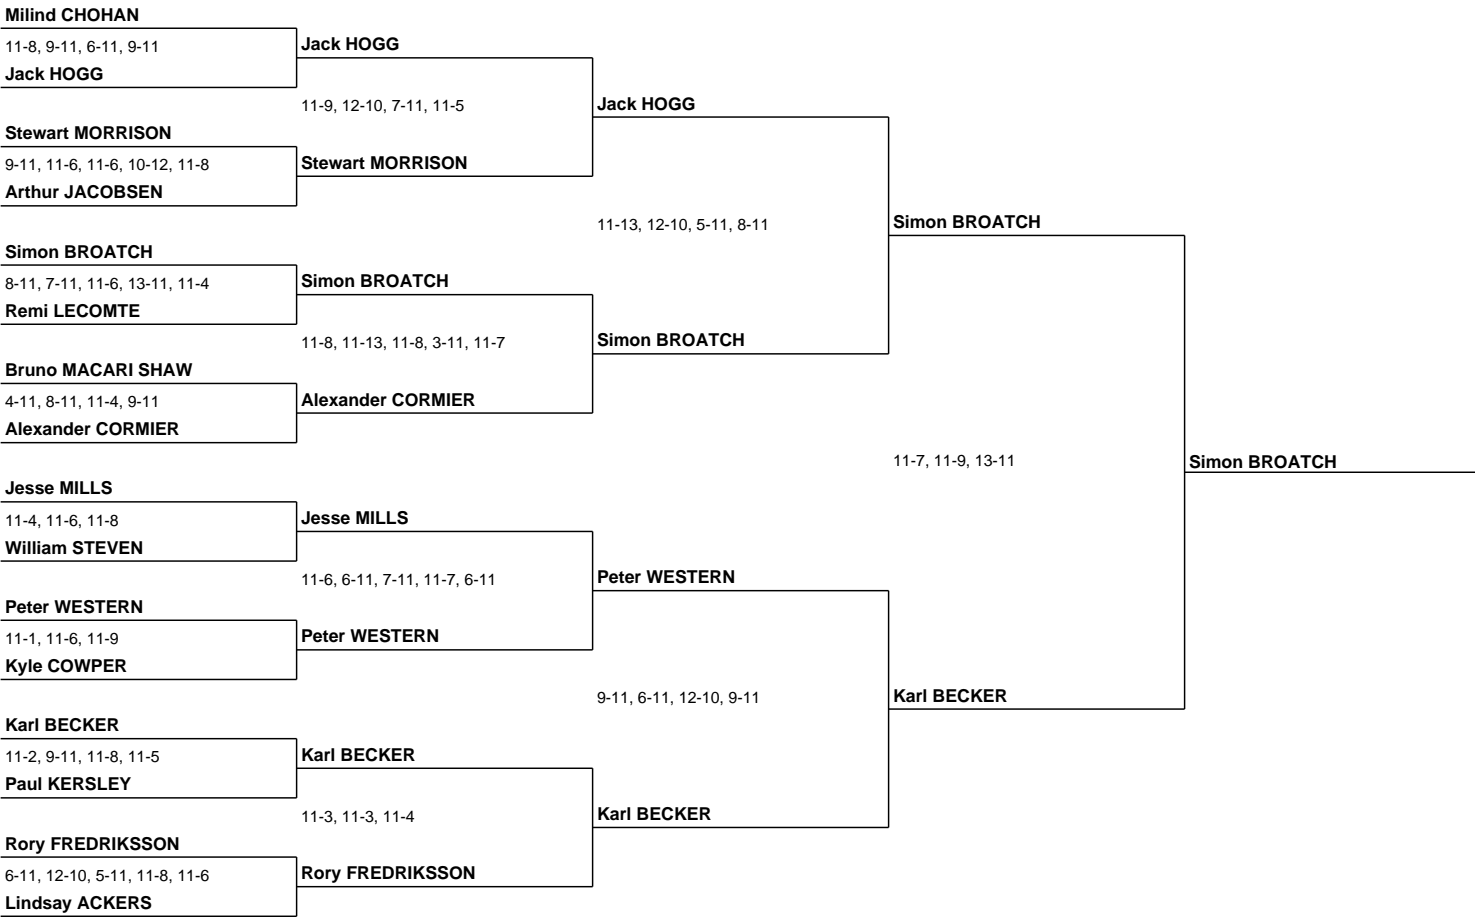 Milind CHOHAN
11-8, 9-11, 6-11, 9-11
Jack HOGG
Stewart MORRISON
9-11, 11-6, 11-6, 10-12, 11-8
Arthur JACOBSEN
Simon BROATCH
8-11, 7-11, 11-6, 13-11, 11-4
Remi LECOMTE
Bruno MACARI SHAW
4-11, 8-11, 11-4, 9-11
Alexander CORMIER
Jesse MILLS
11-4, 11-6, 11-8
William STEVEN
Peter WESTERN
11-1, 11-6, 11-9
Kyle COWPER
Karl BECKER
11-2, 9-11, 11-8, 11-5
Paul KERSLEY
Rory FREDRIKSSON
6-11, 12-10, 5-11, 11-8, 11-6
Lindsay ACKERS
Jack HOGG
11-9, 12-10, 7-11, 11-5
Stewart MORRISON
Simon BROATCH
11-8, 11-13, 11-8, 3-11, 11-7
Alexander CORMIER
Jesse MILLS
11-6, 6-11, 7-11, 11-7, 6-11
Peter WESTERN
Karl BECKER
11-3, 11-3, 11-4
Rory FREDRIKSSON
Jack HOGG
11-13, 12-10, 5-11, 8-11
Simon BROATCH
Peter WESTERN
9-11, 6-11, 12-10, 9-11
Karl BECKER
Simon BROATCH
11-7, 11-9, 13-11
Karl BECKER
Simon BROATCH